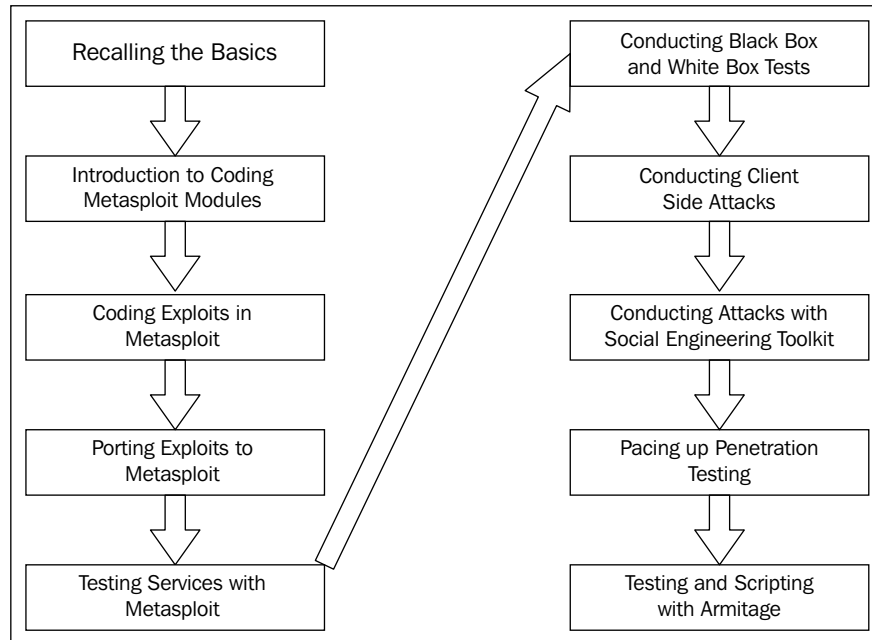 Recalling the Basics
Introduction to Coding
Metasploit Modules
Coding Exploits in
Metasploit
Porting Exploits to
Metasploit
Testing Services with
Metasploit
Conducting Black Box
and White Box Tests
Conducting Client
Side Attacks
Conducting Attacks with
Social Engineering Toolkit
Pacing up Penetration
Testing
Testing and Scripting
with Armitage